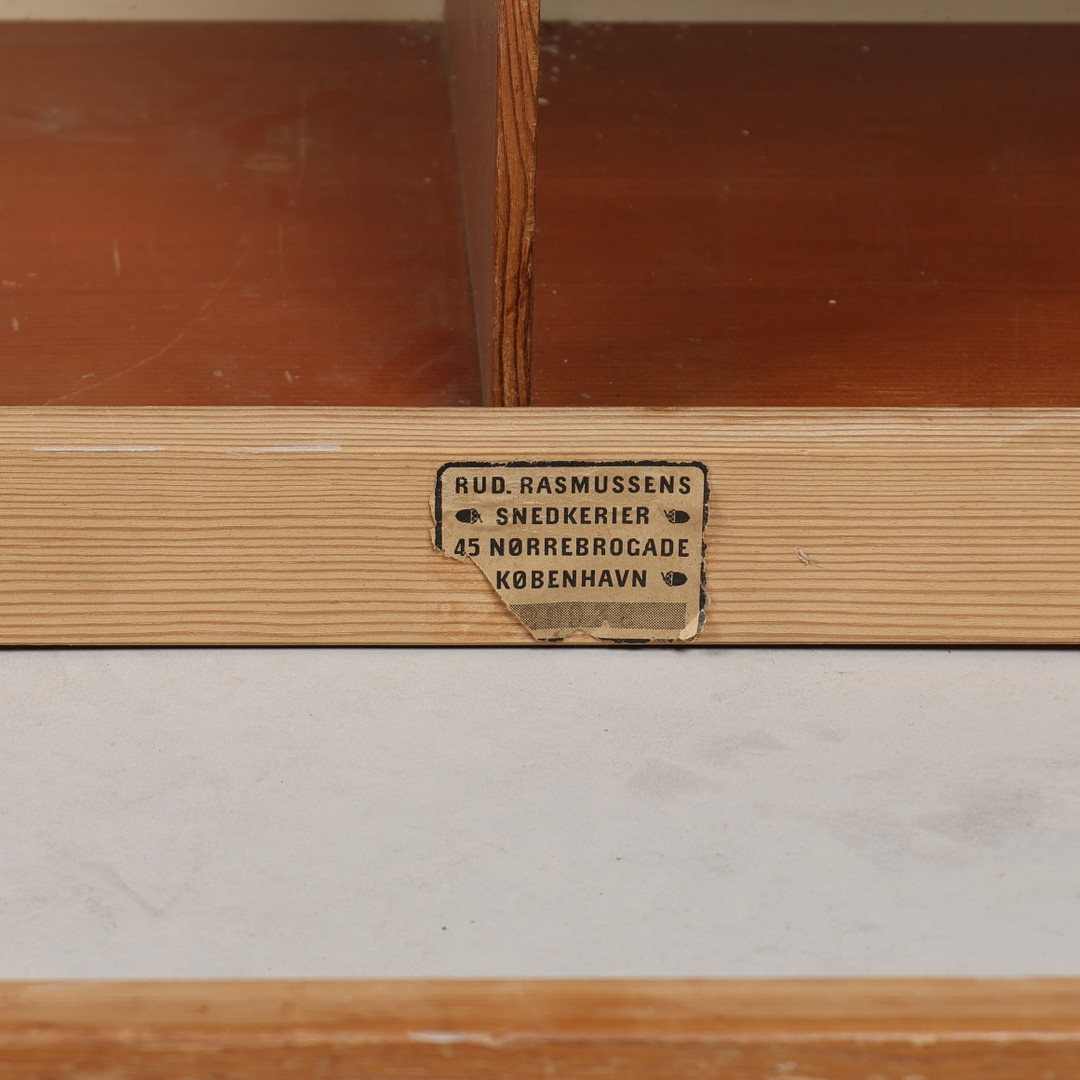 RUD. RASMUSSENS
SNEDKERIER
45 NØRREBROGADE
KØBENHAVN